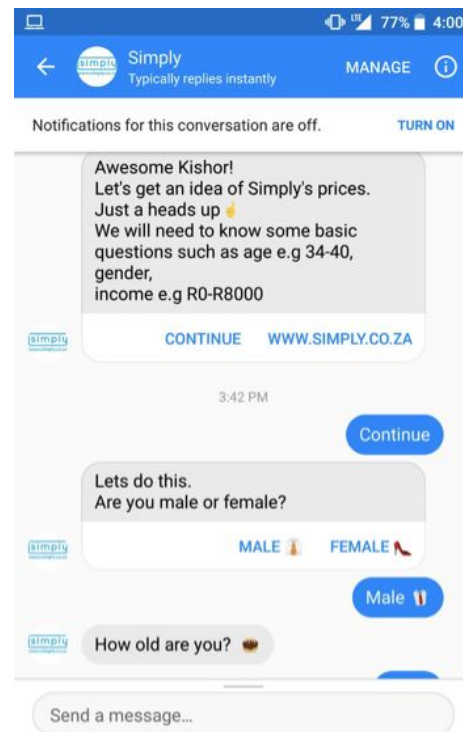 77% 4:00
Simply
Typically replies instantly
MANAGE
Notifications for this conversation are off.
TURN ON
Awesome Kishor!
Let's get an idea of Simply's prices.
Just a heads up☝
We will need to know some basic
questions such as age e.g 34-40,
gender,
income e.g R0-R8000
simply
CONTINUE WWW.SIMPLY.CO.ZA
3:42 PM
Continue
Lets do this.
Are you male or female?
simply
MALE 👔 FEMALE 👠
Male
simply
How old are you?
Send a message...